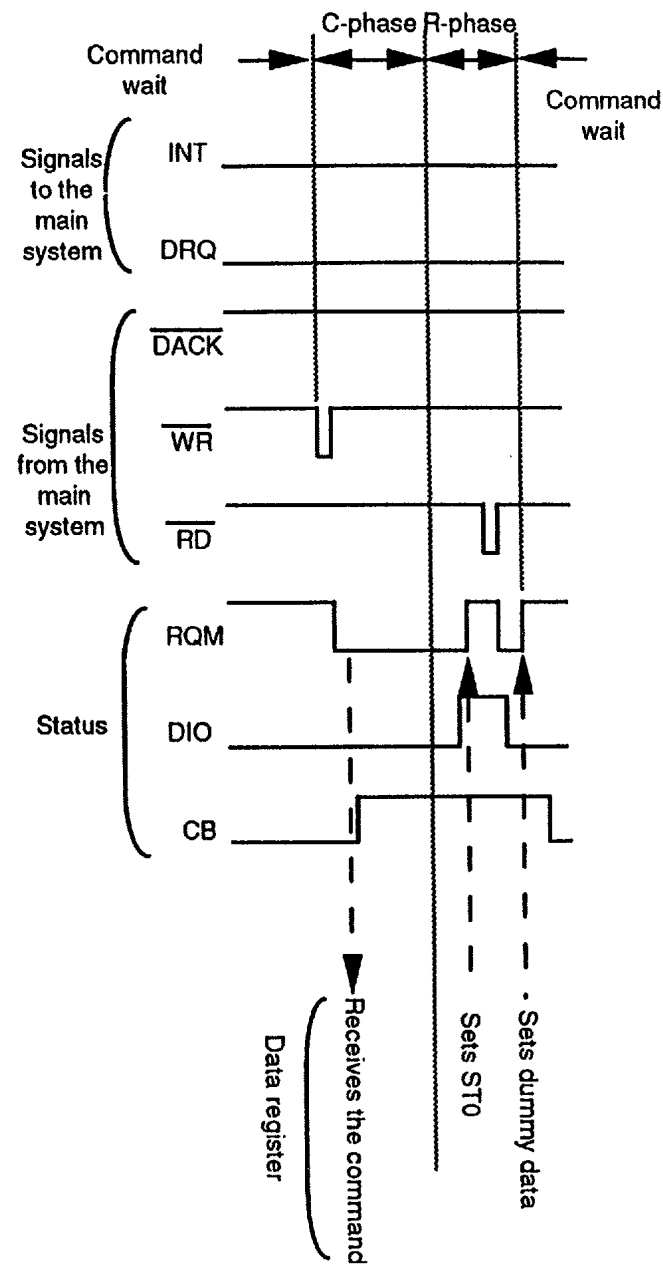 C-phase R-phase
Command
wait
Command
wait
Signals
to the
main
system
INT
DRQ
Signals
from the
main
system
DACK
WR
RD
Status
RQM
DIO
CB
Data register
Receives the command
Sets ST0
Sets dummy data